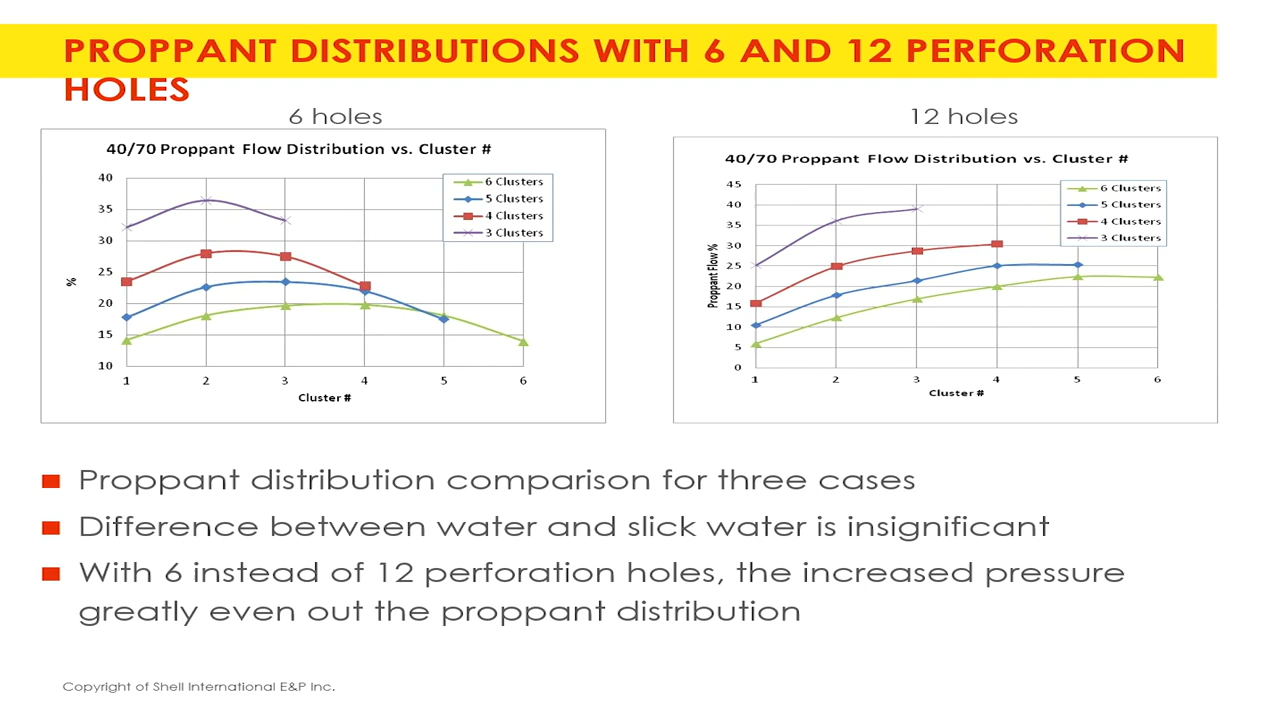 PROPPANT DISTRIBUTIONS WITH 6 AND 12 PERFORATION
HOLES
6 holes
40/70 Proppant Flow Distribution vs. Cluster #
40
35
30
25
20
15
10
%
6 Clusters
5 Clusters
4 Clusters
3 Clusters
1 2 3 4 5 6
Cluster #
12 holes
40/70 Proppant Flow Distribution vs. Cluster #
45
40
35
30
25
20
15
10
5
0
Proppant Flow %
6 Clusters
5 Clusters
4 Clusters
3 Clusters
1 2 3 4 5 6
Cluster #
Proppant distribution comparison for three cases
Difference between water and slick water is insignificant
With 6 instead of 12 perforation holes, the increased pressure
greatly even out the proppant distribution
Copyright of Shell International E&P Inc.